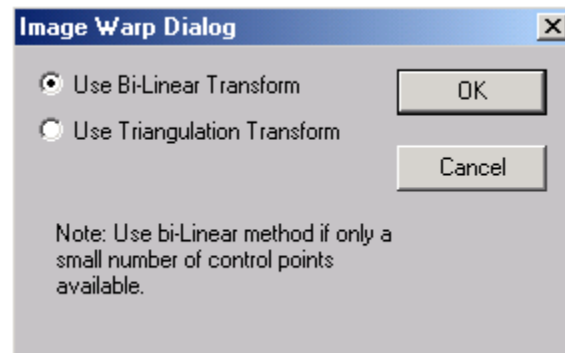 Image Warp Dialog
Use Bi-Linear Transform
OK
Use Triangulation Transform
Cancel
Note: Use bi-Linear method if only a
small number of control points
available.